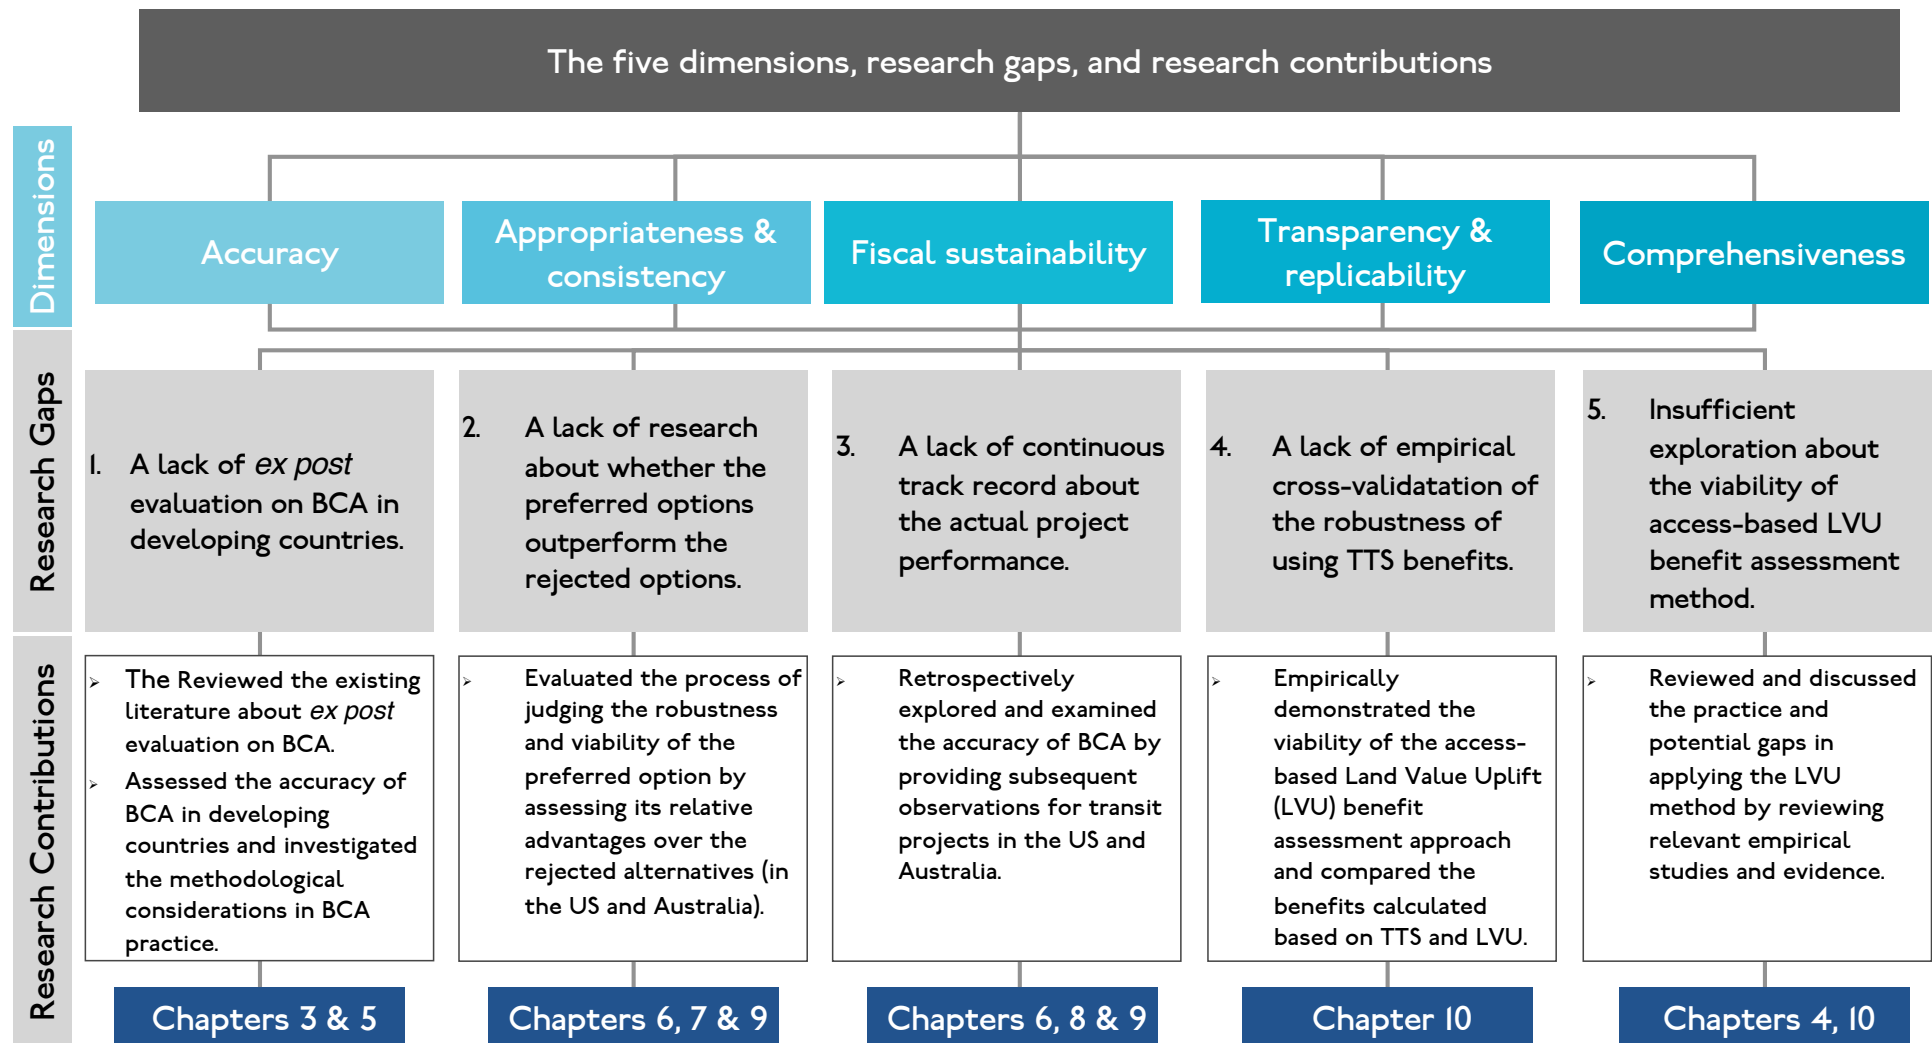 The five dimensions, research gaps, and research contributions
Dimensions
Accuracy
Appropriateness &
consistency
Fiscal sustainability
Transparency &
replicability
Comprehensiveness
Research Gaps
1. A lack of ex post
evaluation on BCA in
developing countries.
2. A lack of research
about whether the
preferred options
outperform the
rejected options.
3. A lack of continuous
track record about
the actual project
performance.
4. A lack of empirical
cross-validatation of
the robustness of
using TTS benefits.
5. Insufficient
exploration about
the viability of
access-based LVU
benefit assessment
method.
Research Contributions
➢ The Reviewed the existing
literature about ex post
evaluation on BCA.
➢ Assessed the accuracy of
BCA in developing
countries and investigated
the methodological
considerations in BCA
practice.
➢ Evaluated the process of
judging the robustness
and viability of the
preferred option by
assessing its relative
advantages over the
rejected alternatives (in
the US and Australia).
➢ Retrospectively
explored and examined
the accuracy of BCA by
providing subsequent
observations for transit
projects in the US and
Australia.
➢ Empirically
demonstrated the
viability of the access-
based Land Value Uplift
(LVU) benefit
assessment approach
and compared the
benefits calculated
based on TTS and LVU.
➢ Reviewed and discussed
the practice and
potential gaps in
applying the LVU
method by reviewing
relevant empirical
studies and evidence.
Chapters 3 & 5
Chapters 6, 7 & 9
Chapters 6, 8 & 9
Chapter 10
Chapters 4, 10